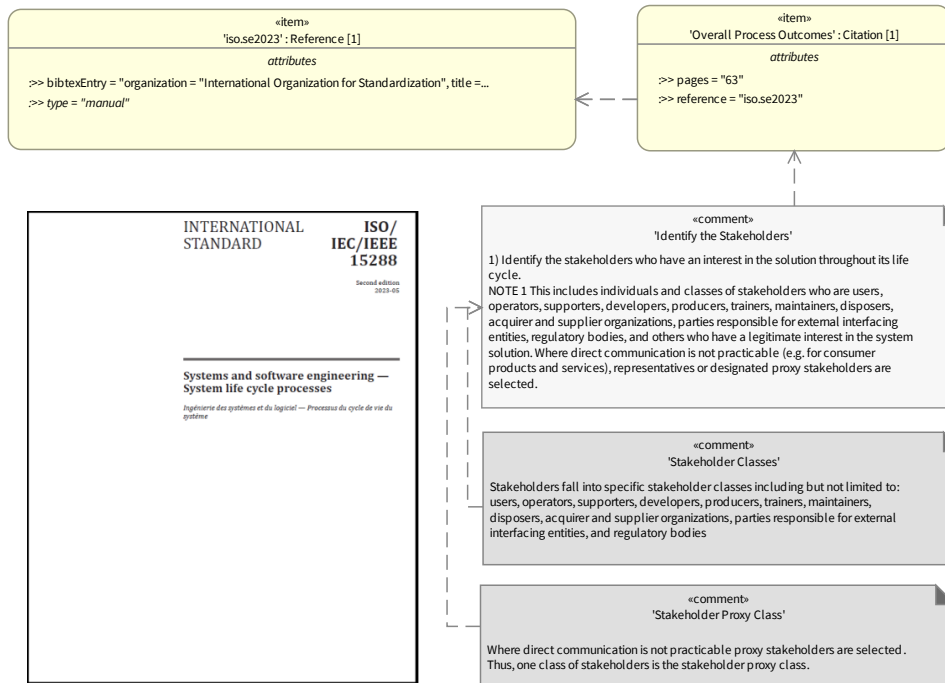 «item»
'iso.se2023' : Reference [1]
attributes
:>> bibtexEntry = "organization = "International Organization for Standardization", title =...
:>> type = "manual"
«item»
'Overall Process Outcomes' : Citation [1]
attributes
:>> pages = "63"
:>> reference = "iso.se2023"
INTERNATIONAL
STANDARD
ISO/
IEC/IEEE
15288
Second edition
2023-05
Systems and software engineering —
System life cycle processes
Ingénierie des systèmes et du logiciel — Processus du cycle de vie du
système
«comment»
'Identify the Stakeholders'
1) Identify the stakeholders who have an interest in the solution throughout its life
cycle.
NOTE 1 This includes individuals and classes of stakeholders who are users,
operators, supporters, developers, producers, trainers, maintainers, disposers,
acquirer and supplier organizations, parties responsible for external interfacing
entities, regulatory bodies, and others who have a legitimate interest in the system
solution. Where direct communication is not practicable (e.g. for consumer
products and services), representatives or designated proxy stakeholders are
selected.
«comment»
'Stakeholder Classes'
Stakeholders fall into specific stakeholder classes including but not limited to:
users, operators, supporters, developers, producers, trainers, maintainers,
disposers, acquirer and supplier organizations, parties responsible for external
interfacing entities, and regulatory bodies
«comment»
'Stakeholder Proxy Class'
Where direct communication is not practicable proxy stakeholders are selected.
Thus, one class of stakeholders is the stakeholder proxy class.